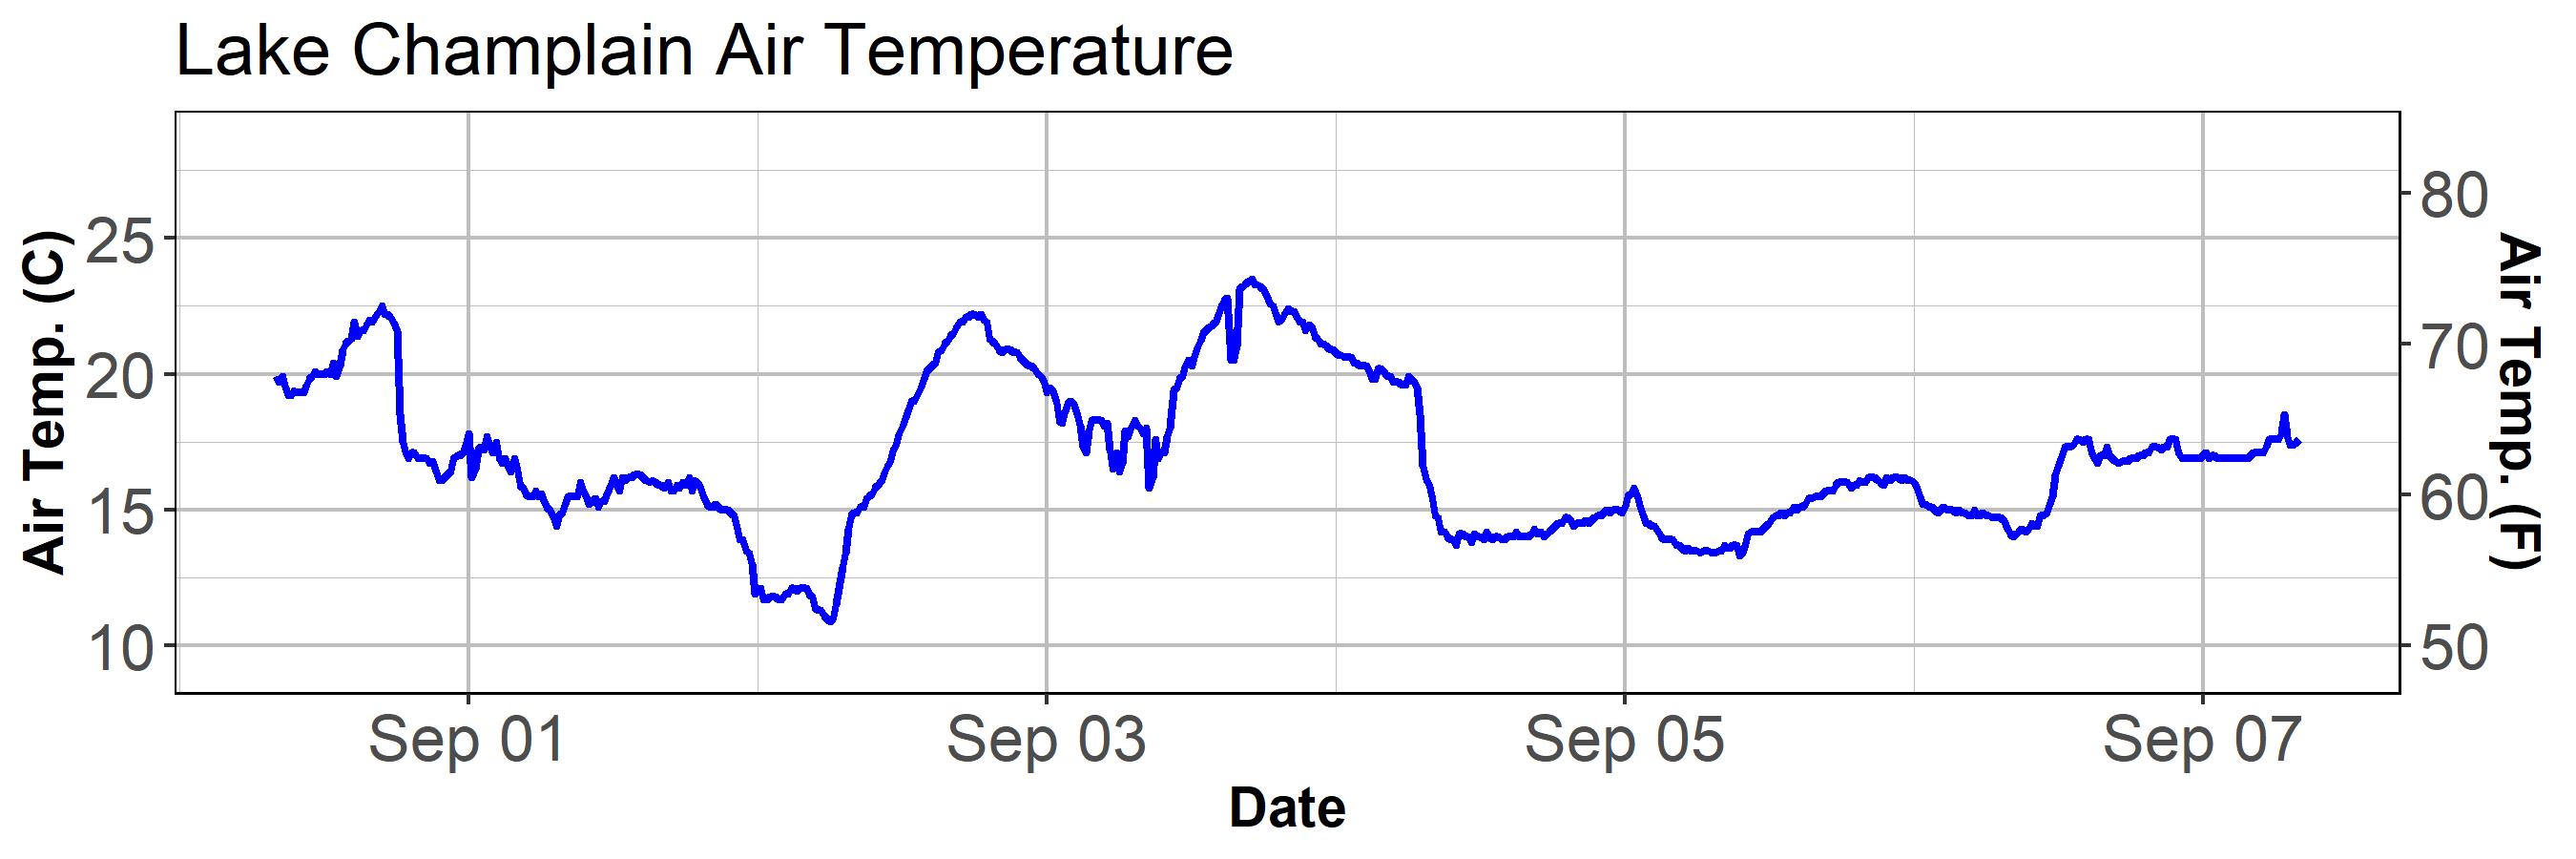 Lake Champlain Air Temperature
Air Temp. (C)
25
20
15
10
80
70
60
50
Air Temp. (F)
Sep 01
Sep 03
Sep 05
Sep 07
Date